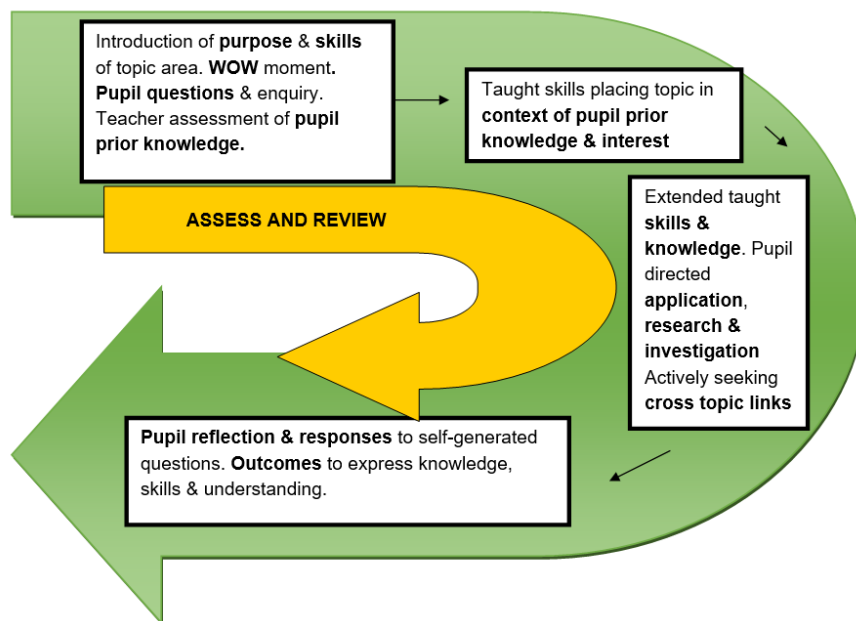 Introduction of purpose & skills
of topic area. WOW moment.
Pupil questions & enquiry.
Teacher assessment of pupil
prior knowledge.
Taught skills placing topic in
context of pupil prior
knowledge & interest
Extended taught
skills &
knowledge. Pupil
directed
application,
research &
investigation
Actively seeking
cross topic links
ASSESS AND REVIEW
Pupil reflection & responses to self-generated
questions. Outcomes to express knowledge,
skills & understanding.